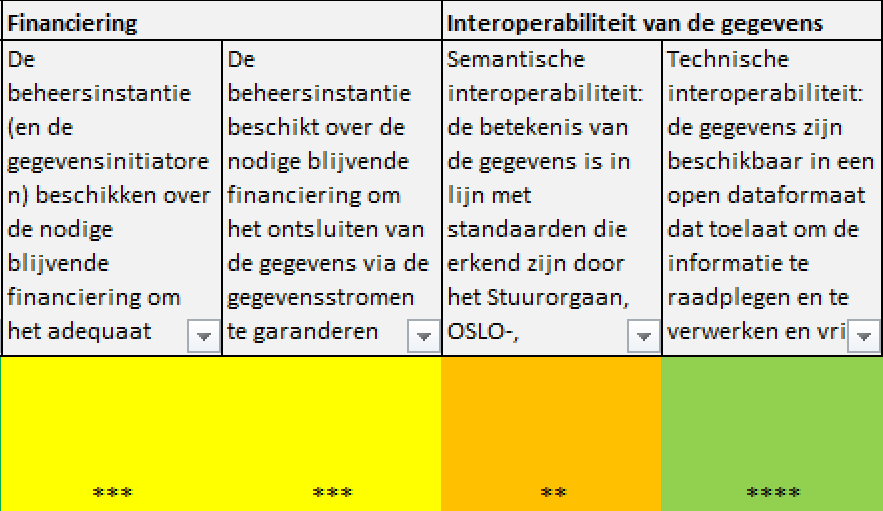 Financiering
Interoperabiliteit van de gegevens
De
beheersinstantie
(en de
gegevensinitiatore
n) beschikken over
de nodige
blijvende
financiering om
het adequaat
De
beheersinstantie
beschikt over de
nodige blijvende
financiering om
het ontsluiten van
de gegevens via de
gegevensstromen
te garanderen
Semantische
interoperabiliteit:
de betekenis van
de gegevens is in
lijn met
standaarden die
erkend zijn door
het Stuurorgaan,
OSLO-,
Technische
interoperabiliteit:
de gegevens zijn
beschikbaar in een
open dataformaat
dat toelaat om de
informatie te
raadplegen en te
verwerken en vri
***
***
**
****